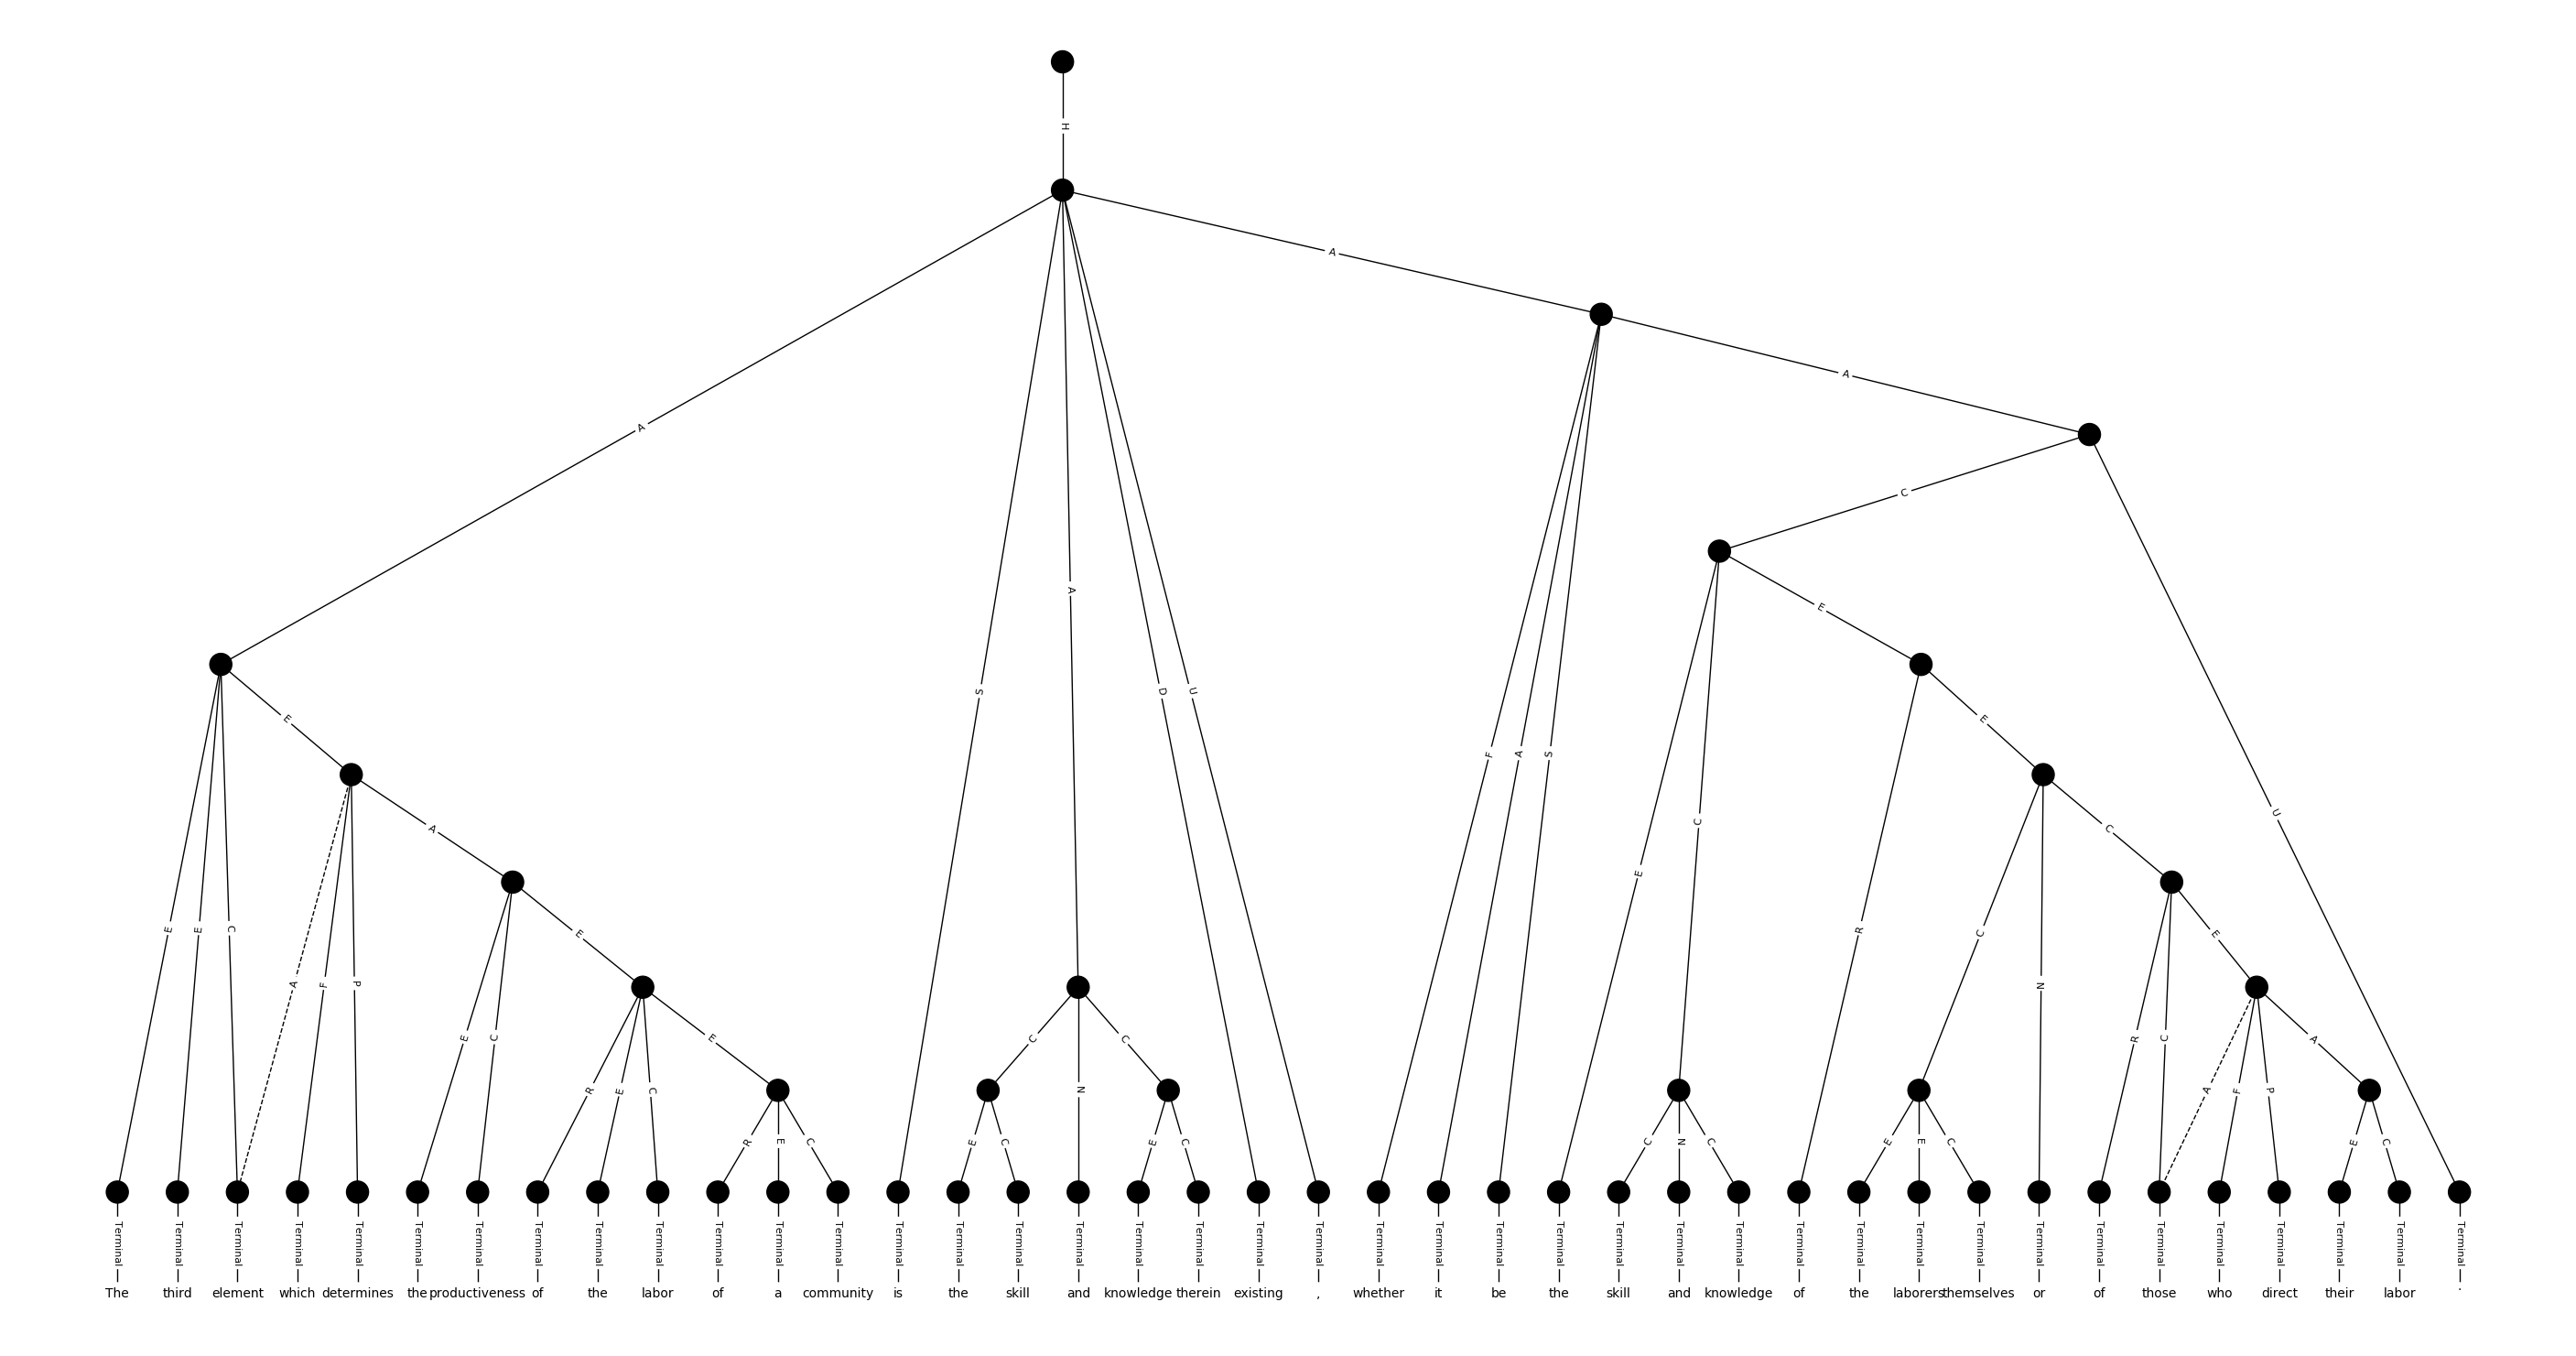 H
A
A
A
C
A
E
S
D
U
E
E
F
A
S
A
C
E
C
U
E
E
E
C
R
C
E
E
A
F
P
N
E
C
C
C
R
C
R
E
C
N
A
F
P
A
E
C
E
C
C
N
C
E
E
C
E
C
R
E
C
Terminal Terminal Terminal Terminal Terminal Terminal Terminal Terminal Terminal Terminal Terminal Terminal Terminal Terminal Terminal Terminal Terminal Terminal Terminal Terminal Terminal Terminal Terminal Terminal Terminal Terminal Terminal Terminal Terminal Terminal Terminal Terminal Terminal Terminal Terminal Terminal Terminal Terminal Terminal Terminal
The third element which determines the productiveness of the labor of a community is the skill and knowledge therein existing , whether it be the skill and knowledge of the laborers themselves or of those who direct their labor .